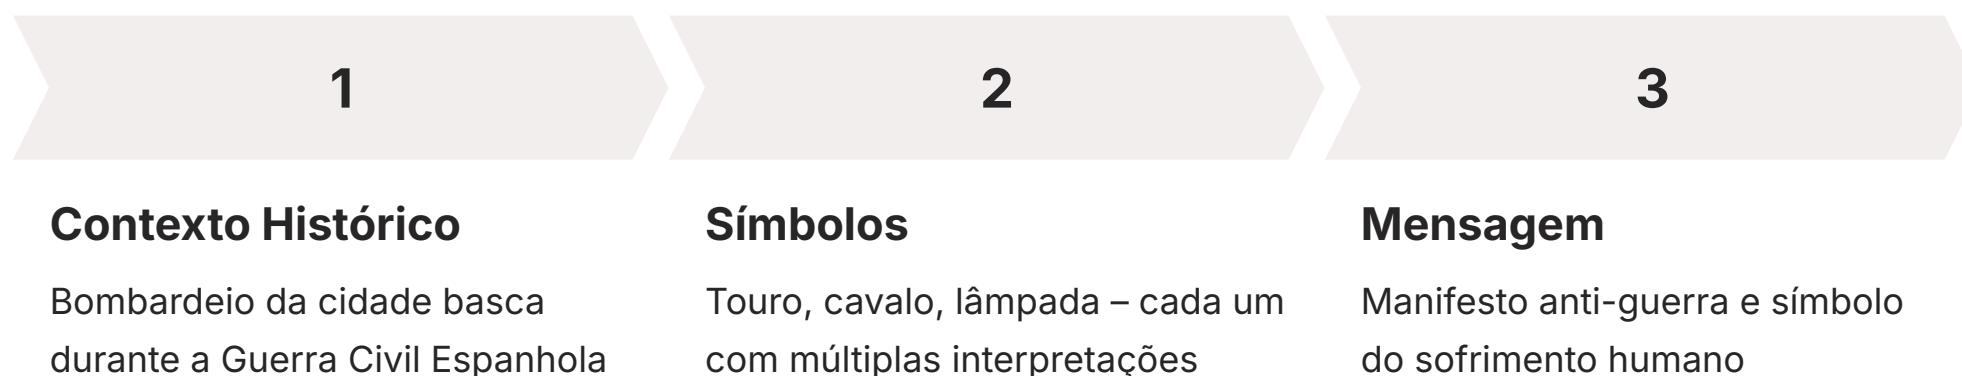 1
2
3
Contexto Histórico
Bombardeio da cidade basca
durante a Guerra Civil Espanhola
Símbolos
Touro, cavalo, lâmpada – cada um
com múltiplas interpretações
Mensagem
Manifesto anti-guerra e símbolo
do sofrimento humano